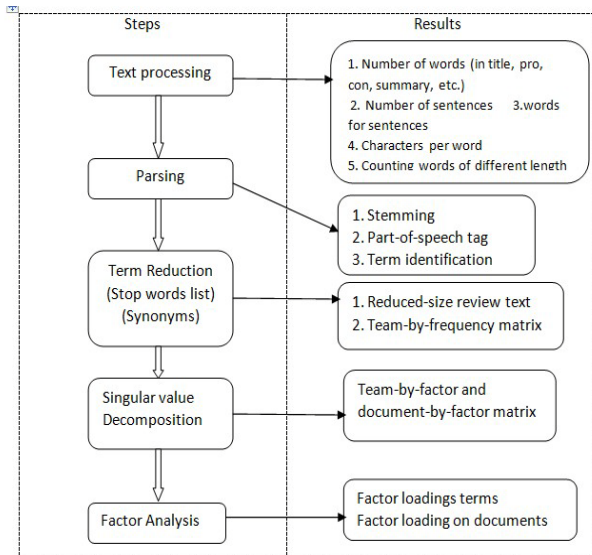 Steps
Results
Text processing
1. Number of words (in title, pro,
con, summary, etc.)
2. Number of sentences 3.words
for sentences
4. Characters per word
5. Counting words of different length
Parsing
1. Stemming
2. Part-of-speech tag
3. Term identification
Term Reduction
(Stop words list)
(Synonyms)
1. Reduced-size review text
2. Team-by-frequency matrix
Singular value
Decomposition
Team-by-factor and
document-by-factor matrix
Factor Analysis
Factor loadings terms
Factor loading on documents